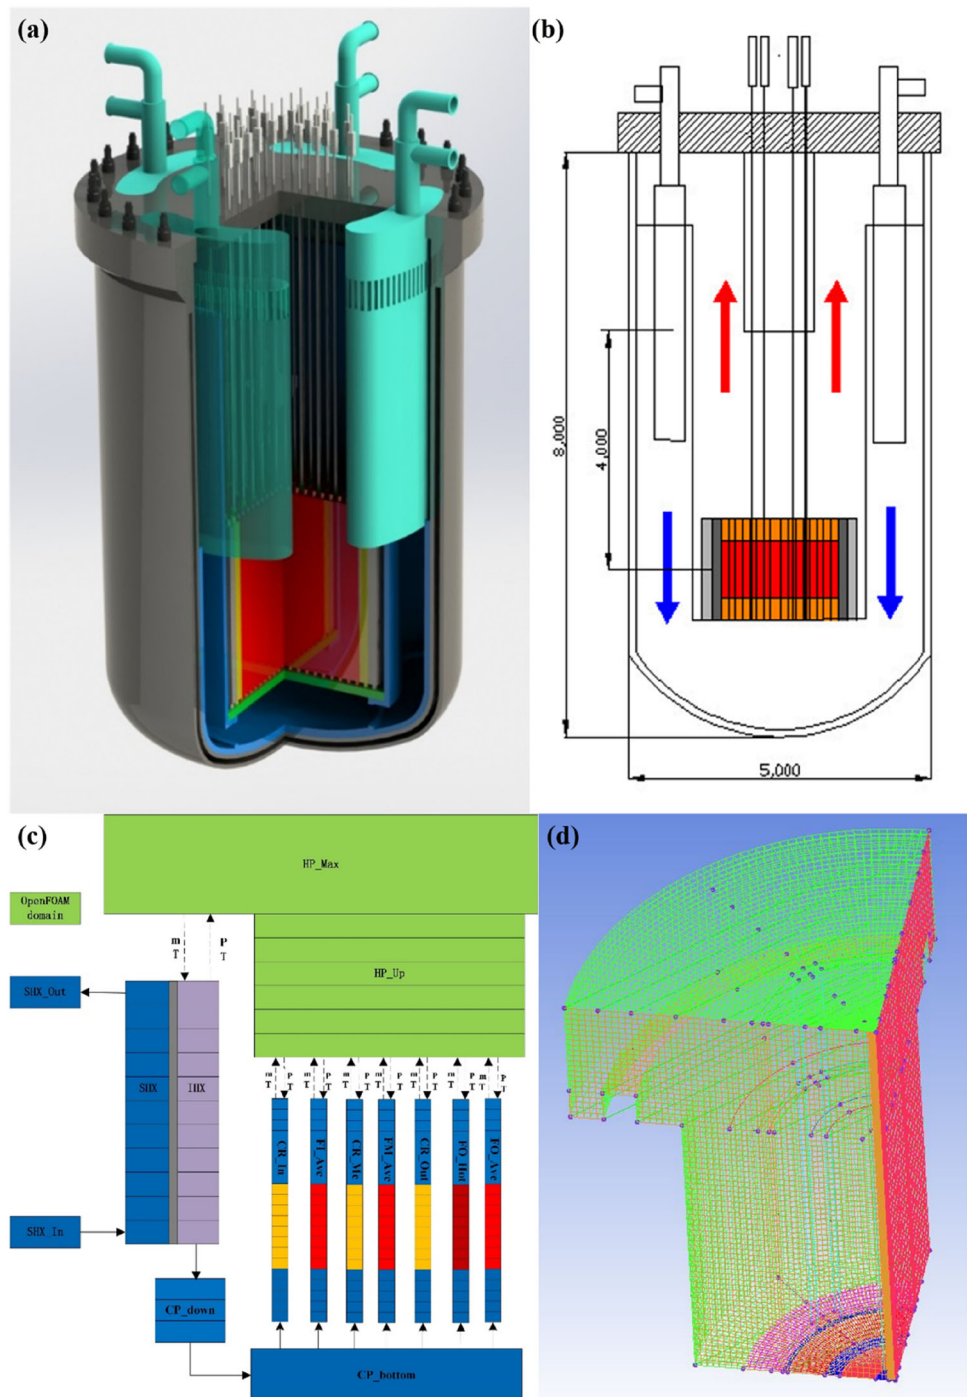 (a)
(b)
8,000
4,000
5,000
(c)
(d)
HP_Max
OpenFOAM
domain
m
T
P
T
HP_Up
SHX_Out
SHX
IHX
SHX_In
m
T
P
T
m
T
P
T
m
T
P
T
m
T
P
T
m
T
P
T
m
T
P
T
m
T
P
T
CR_In
FI_Ave
CR_Me
FM_Ave
CR_Out
FO_Hot
FO_Ave
CP_down
CP_bottom